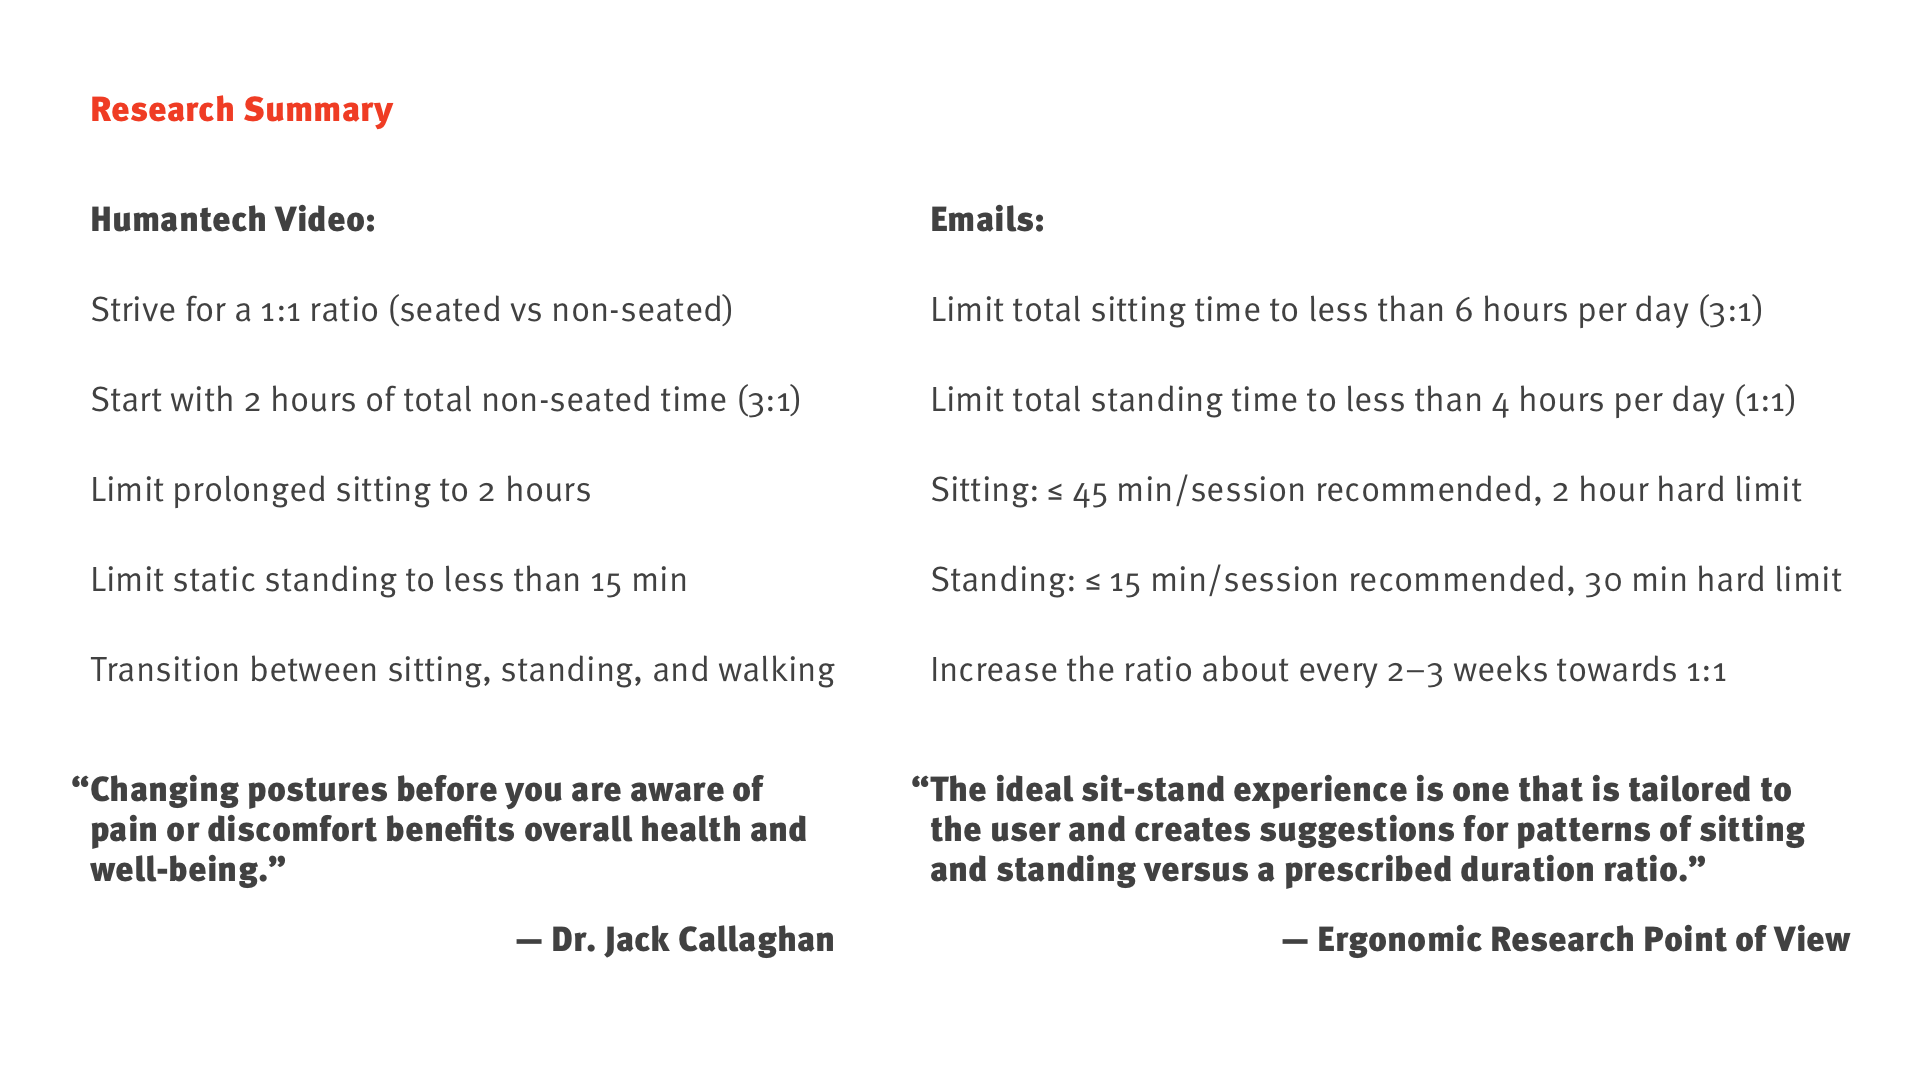 Research Summary
Humantech Video:
Strive for a 1:1 ratio (seated vs non-seated)
Start with 2 hours of total non-seated time (3:1)
Limit prolonged sitting to 2 hours
Limit static standing to less than 15 min
Transition between sitting, standing, and walking
“Changing postures before you are aware of
pain or discomfort benefits overall health and
well-being.”
— Dr. Jack Callaghan
Emails:
Limit total sitting time to less than 6 hours per day (3:1)
Limit total standing time to less than 4 hours per day (1:1)
Sitting: ≤ 45 min/session recommended, 2 hour hard limit
Standing: ≤ 15 min/session recommended, 30 min hard limit
Increase the ratio about every 2–3 weeks towards 1:1
“The ideal sit-stand experience is one that is tailored to
the user and creates suggestions for patterns of sitting
and standing versus a prescribed duration ratio.”
— Ergonomic Research Point of View